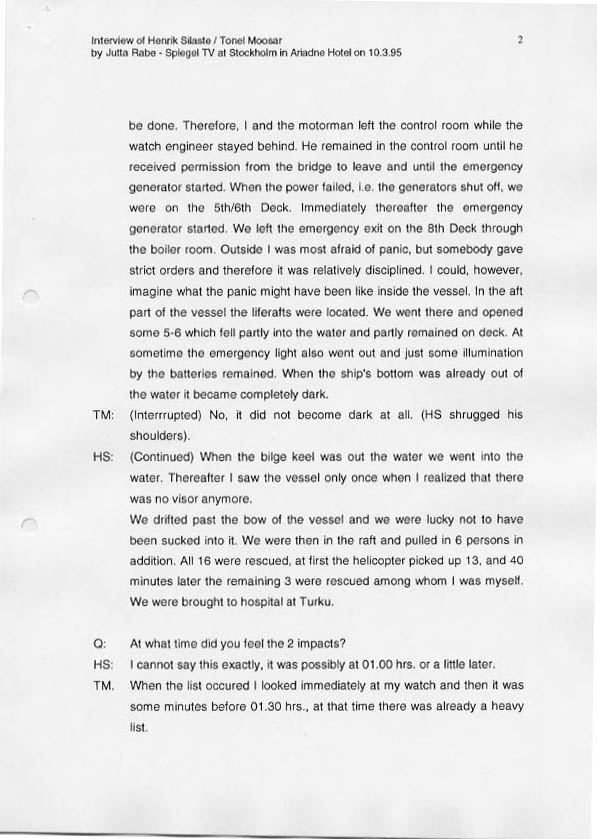 Interview of Henrik Sillaste / Tonel Moosar
2
by Jutta Rabe - Spiegel TV at Stockholm in Ariadne Hotel on 10.3.95
be done. Therefore, I and the motorman left the control room while the
watch engineer stayed behind. He remained in the control room until he
received permission from the bridge to leave and until the emergency
generator started. When the power failed, i.e. the generators shut off, we
were on the 5th/6th Deck. Immediately thereafter the emergency
generator started. We left the emergency exit on the 8th Deck through
the boiler room. Outside I was most afraid of panic, but somebody gave
strict orders and therefore it was relatively disciplined. I could, however,
imagine what the panic might have been like inside the vessel. In the aft
part of the vessel the liferafts were located. We went there and opened
some 5-6 which fell partly into the water and partly remained on deck. At
sometime the emergency light also went out and just some illumination
by the batteries remained. When the ship's bottom was already out of
the water it became completely dark.
TM: (Interrrupted) No, it did not become dark at all. (HS shrugged his
shoulders).
HS: (Continued) When the bilge keel was out the water we went into the
water. Thereafter I saw the vessel only once when I realized that there
was no visor anymore.
We drifted past the bow of the vessel and we were lucky not to have
been sucked into it. We were then in the raft and pulled in 6 persons in
addition. All 16 were rescued, at first the helicopter picked up 13, and 40
minutes later the remaining 3 were rescued among whom I was myself.
We were brought to hospital at Turku.
Q: At what time did you feel the 2 impacts?
HS: I cannot say this exactly, it was possibly at 01.00 hrs. or a little later.
TM. When the list occured I looked immediately at my watch and then it was
some minutes before 01.30 hrs., at that time there was already a heavy
list.